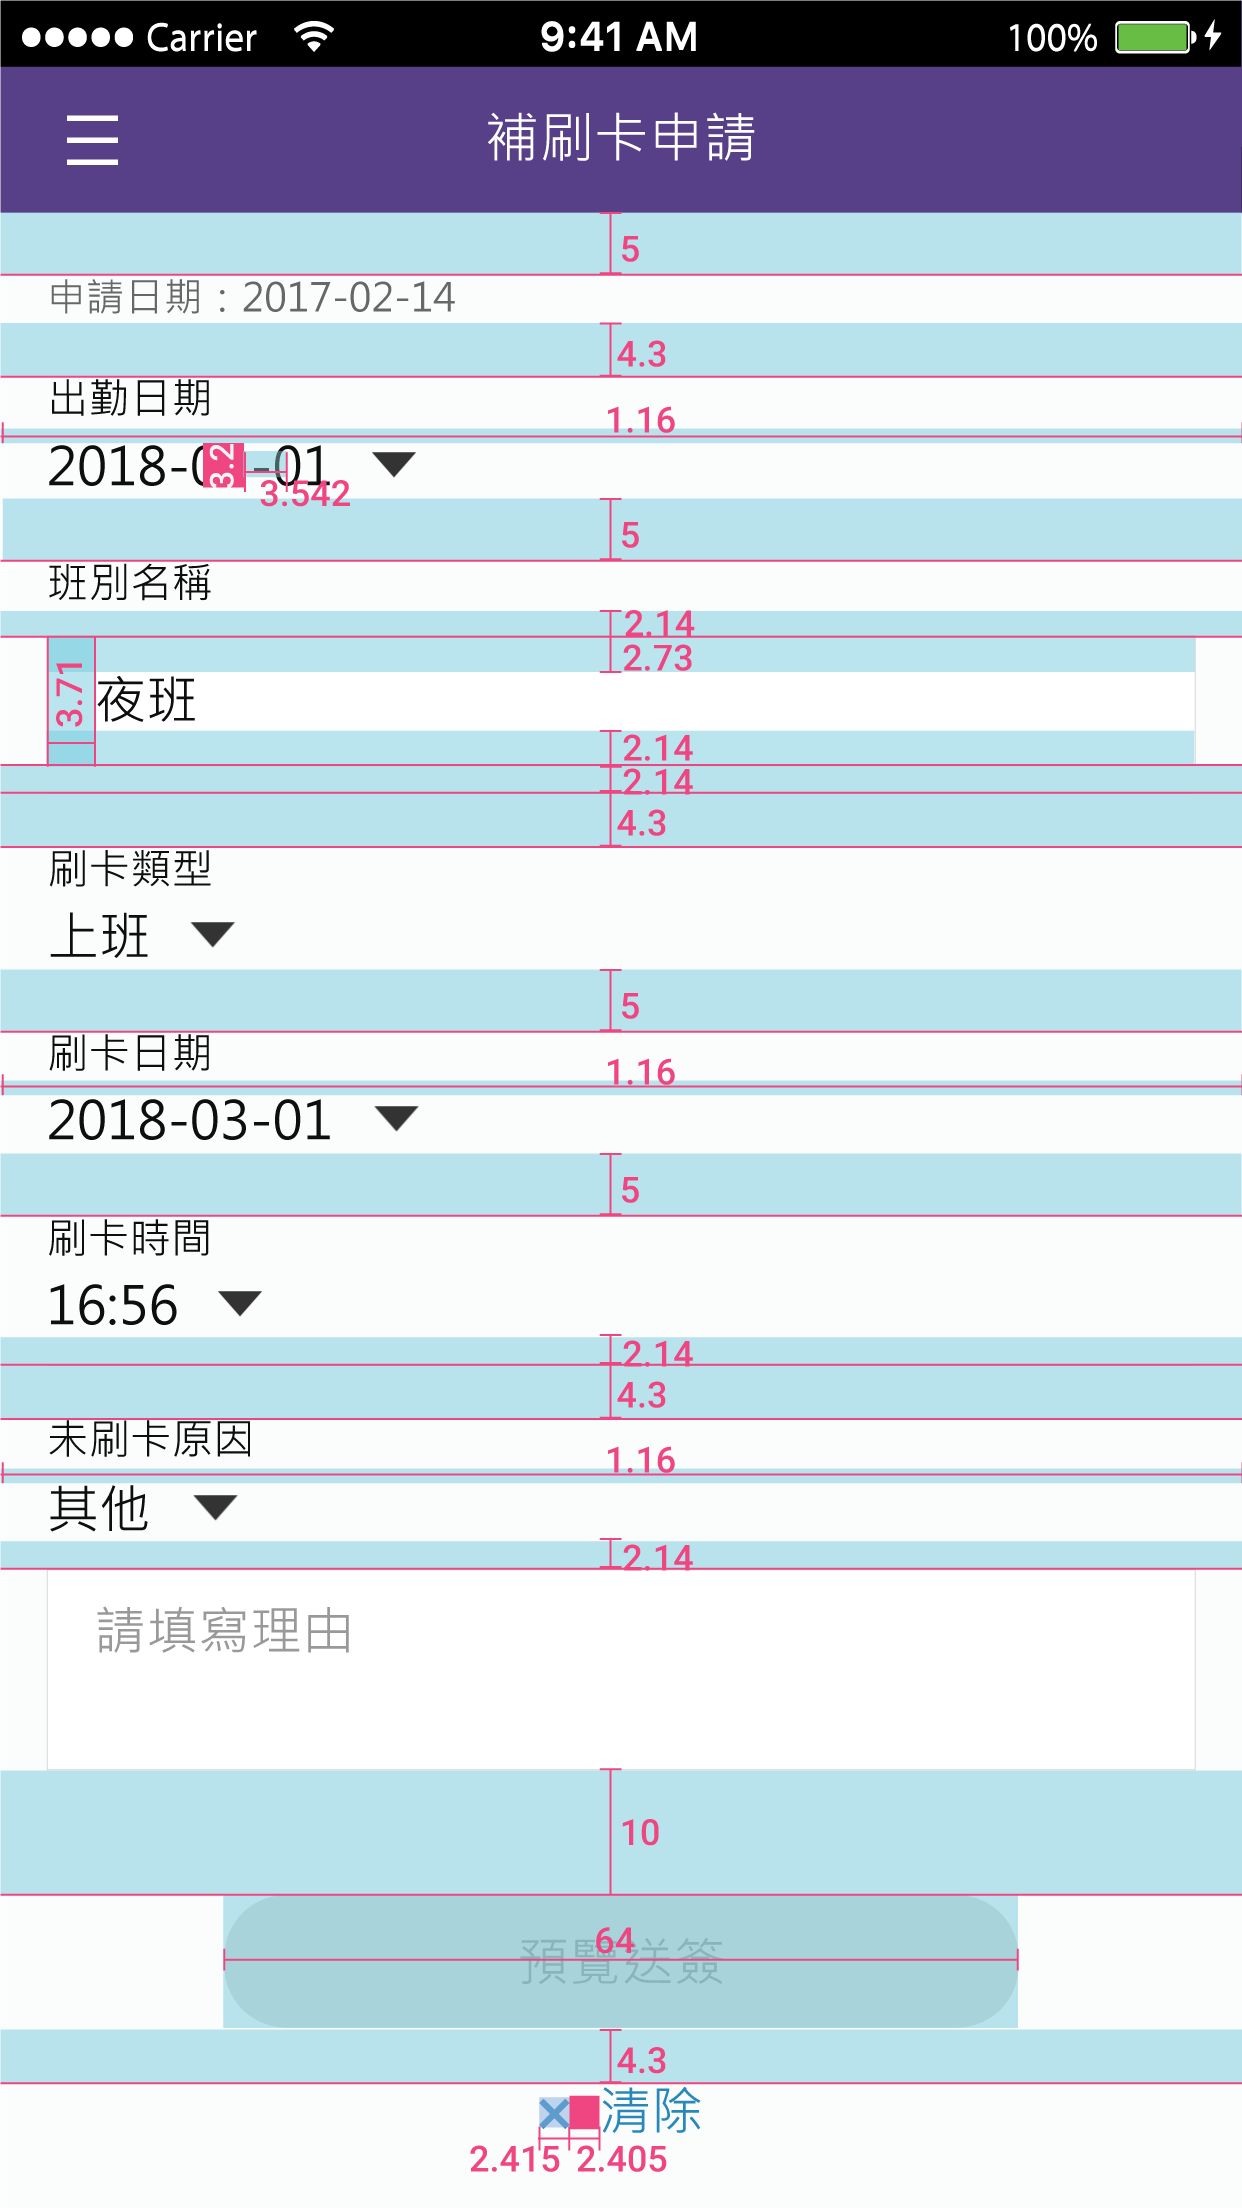 Carrier 9:41 AM 100%
補刷卡申請
5
申請日期：2017-02-14
4.3
出勤日期
1.16
2018-0 -01
3.2
3.542
5
班別名稱
2.14
2.73
3.71
夜班
2.14
2.14
4.3
刷卡類型
上班
5
刷卡日期
1.16
2018-03-01
5
刷卡時間
16:56
2.14
4.3
未刷卡原因
1.16
其他
2.14
請填寫理由
10
64
預覽送簽
4.3
清除
2.415 2.405